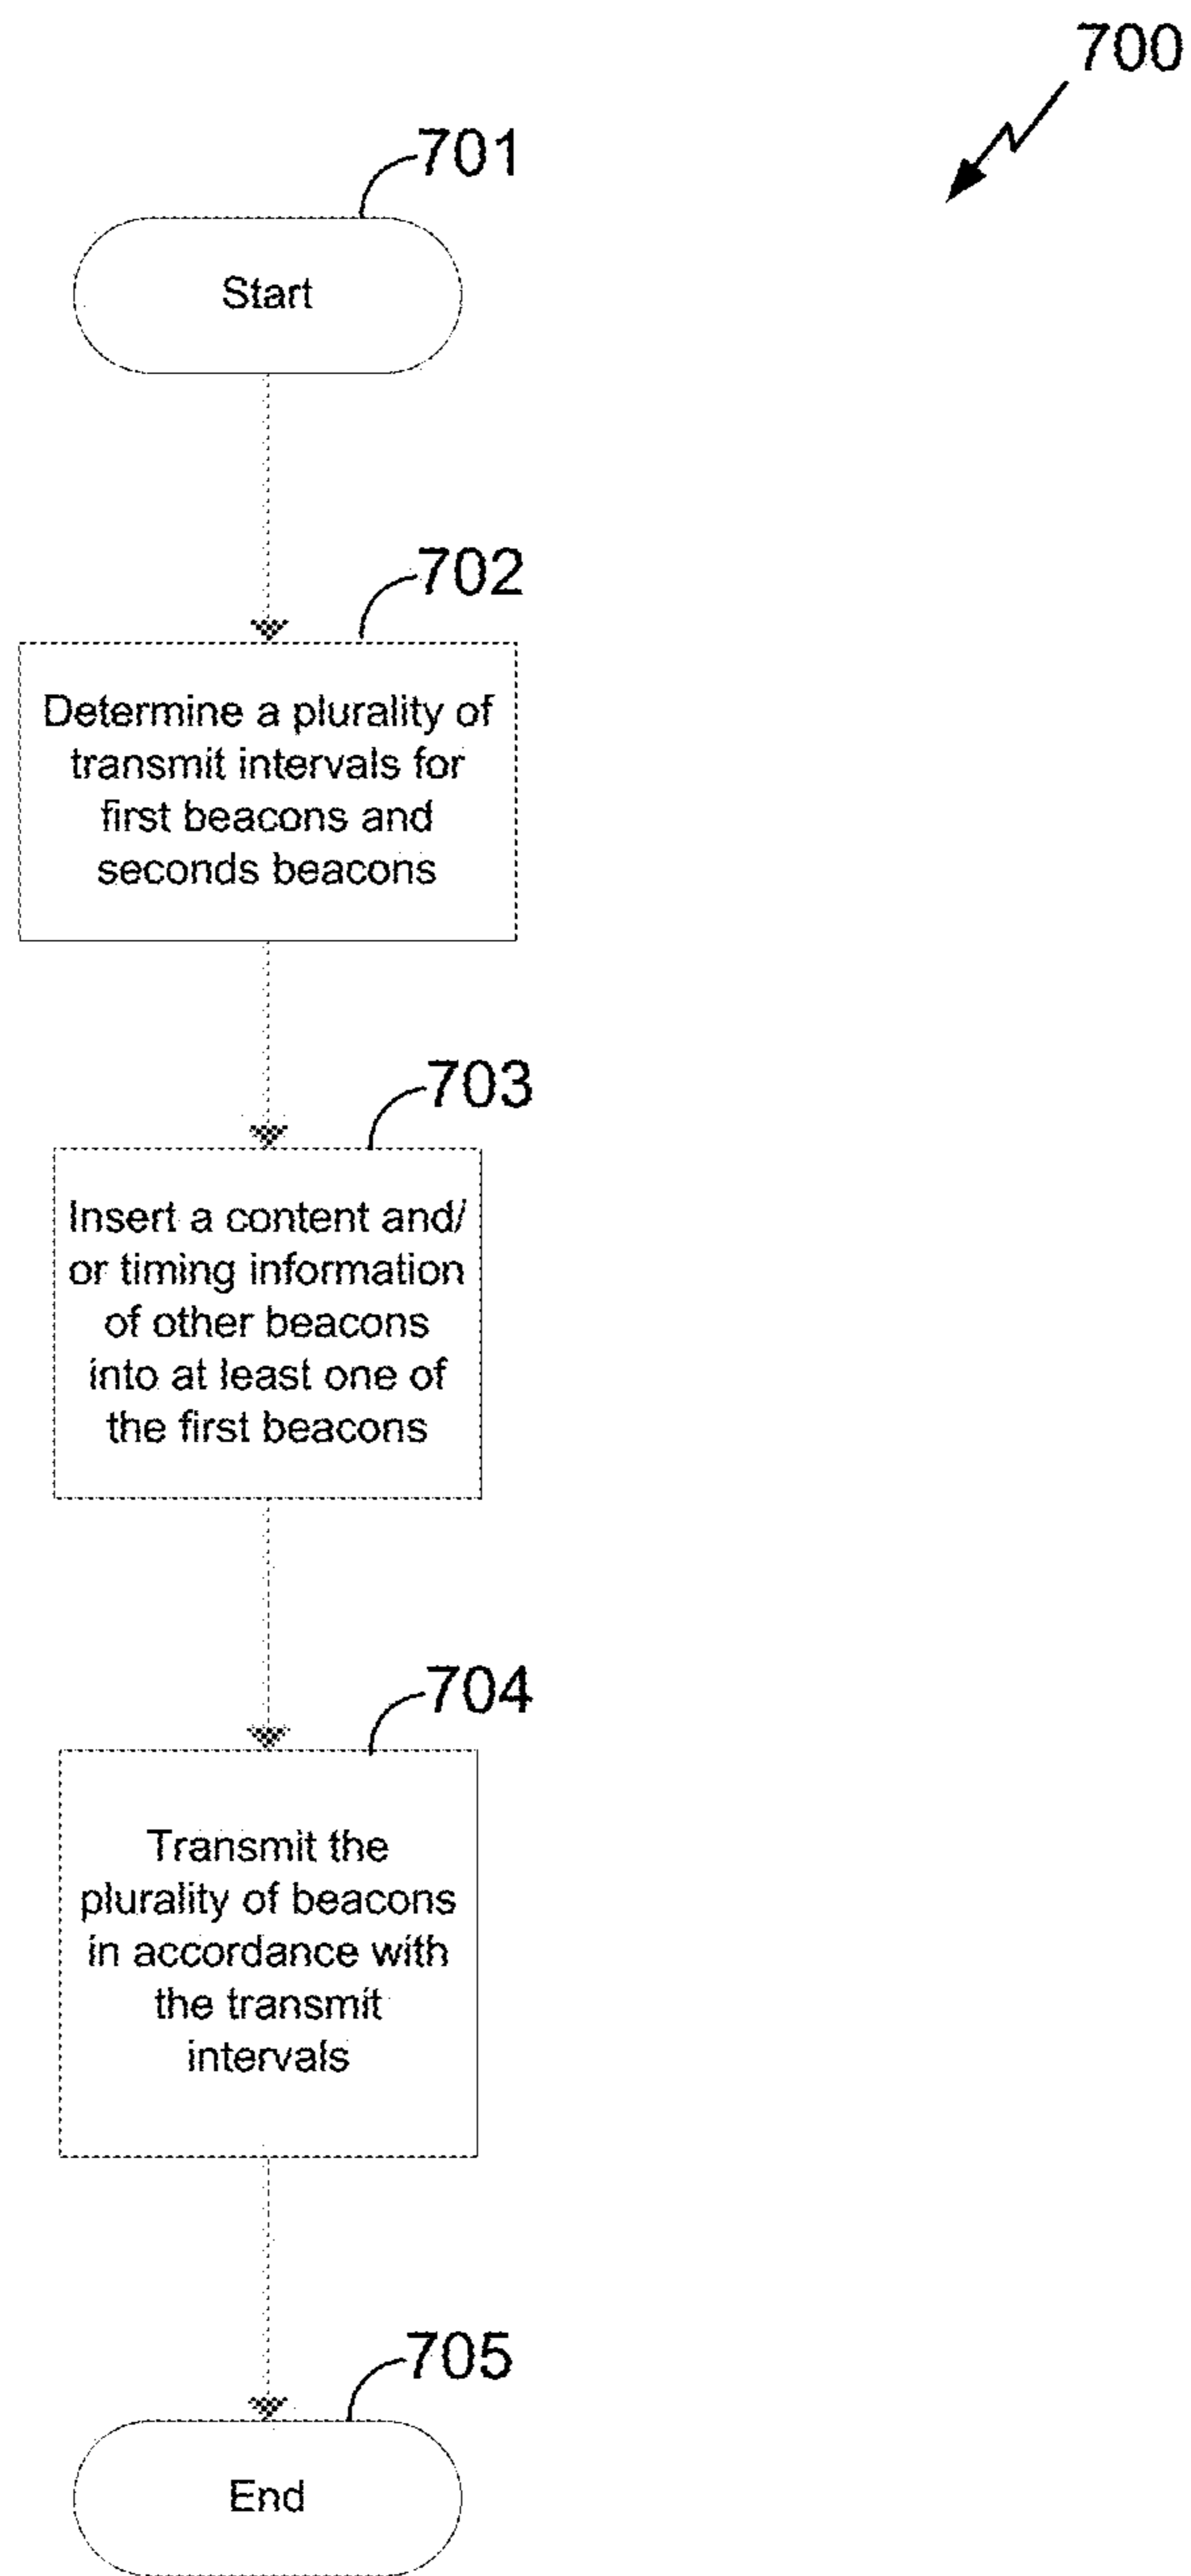 700
701
Start
702
Determine a plurality of
transmit intervals for
first beacons and
seconds beacons
703
Insert a content and/
or timing information
of other beacons
into at least one of
the first beacons
704
Transmit the
plurality of beacons
in accordance with
the transmit
intervals
705
End